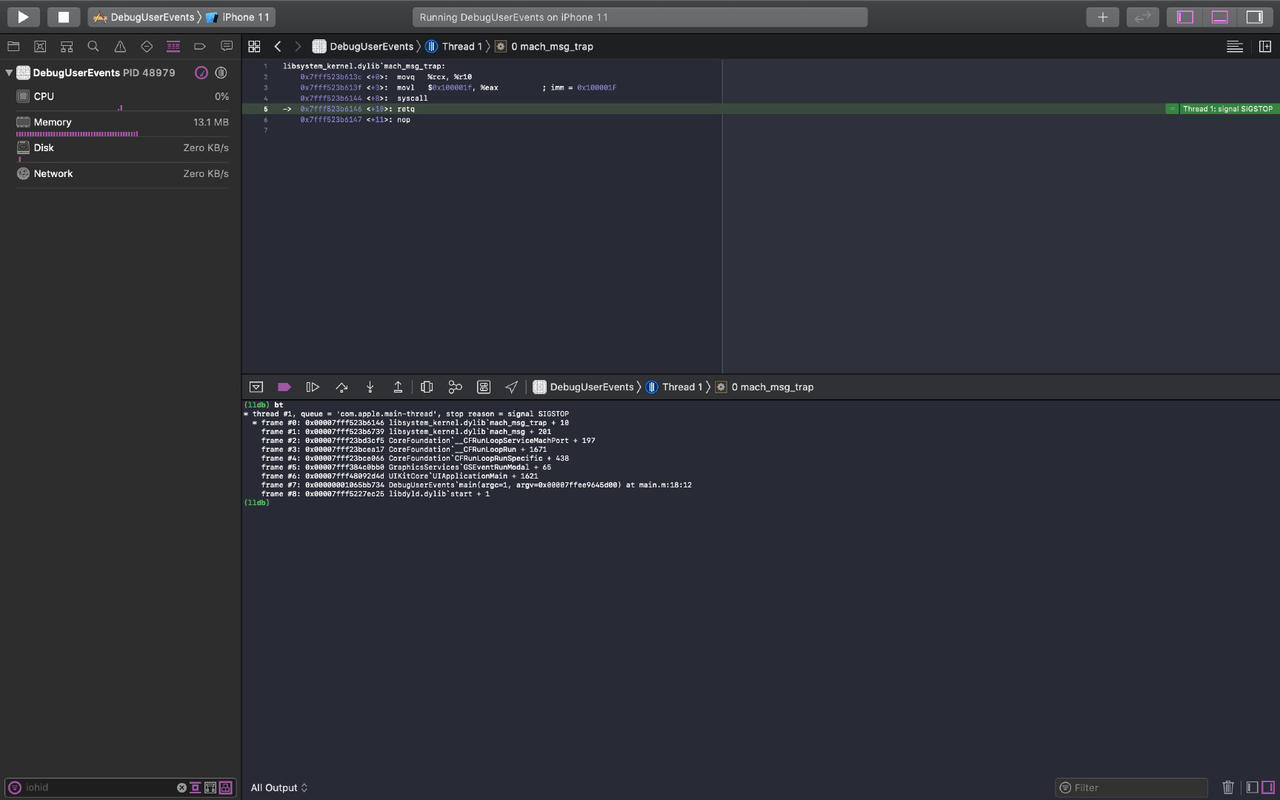 DebugUserEvents iPhone 11
Running DebugUserEvents on iPhone 11
DebugUserEvents Thread 1 0 mach_msg_trap
DebugUserEvents PID 48979
CPU 0%
Memory 13.1 MB
Disk Zero KB/s
Network Zero KB/s
1 libsystem_kernel.dylib`mach_msg_trap:
2 0x7fff523b613c <+0>: movq %rcx, %r10
3 0x7fff523b613f <+3>: movl $0x100001f, %eax ; imm = 0x100001F
4 0x7fff523b6144 <+8>: syscall
5 -> 0x7fff523b6146 <+10>: retq Thread 1: signal SIGSTOP
6 0x7fff523b6147 <+11>: nop
7
DebugUserEvents Thread 1 0 mach_msg_trap
(lldb) bt
* thread #1, queue = 'com.apple.main-thread', stop reason = signal SIGSTOP
* frame #0: 0x00007fff523b6146 libsystem_kernel.dylib`mach_msg_trap + 10
frame #1: 0x00007fff523b6739 libsystem_kernel.dylib`mach_msg + 201
frame #2: 0x00007fff23bd3cf5 CoreFoundation`__CFRunLoopServiceMachPort + 197
frame #3: 0x00007fff23bcea17 CoreFoundation`__CFRunLoopRun + 1671
frame #4: 0x00007fff23bce066 CoreFoundation`CFRunLoopRunSpecific + 438
frame #5: 0x00007fff384c0bb0 GraphicsServices`GSEventRunModal + 65
frame #6: 0x00007fff48092d4d UIKitCore`UIApplicationMain + 1621
frame #7: 0x00000001065bb734 DebugUserEvents`main(argc=1, argv=0x00007ffee9645d00) at main.m:18:12
frame #8: 0x00007fff5227ec25 libdyld.dylib`start + 1
(lldb)
iohid
All Output
Filter